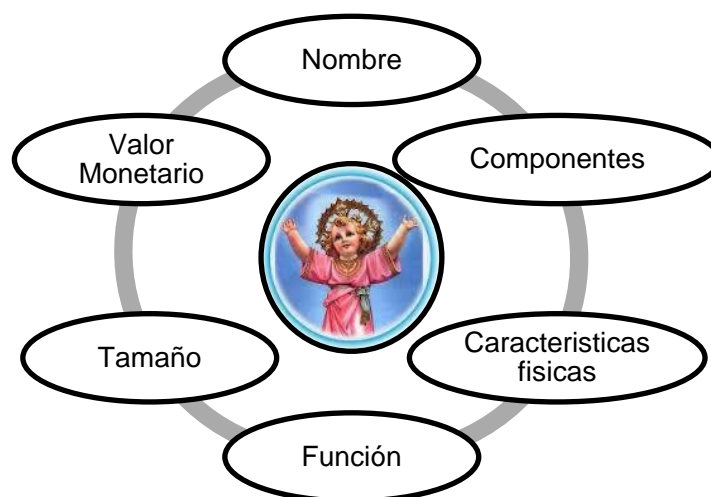 Nombre
Componentes
Caracteristicas
fisicas
Función
Tamaño
Valor
Monetario